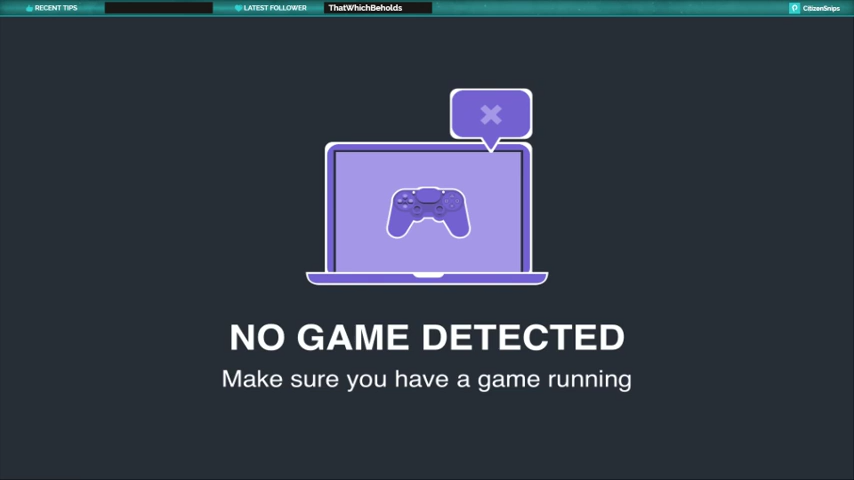 RECENT TIPS
LATEST FOLLOWER
ThatWhichBeholds
CitizenSnips
NO GAME DETECTED
Make sure you have a game running